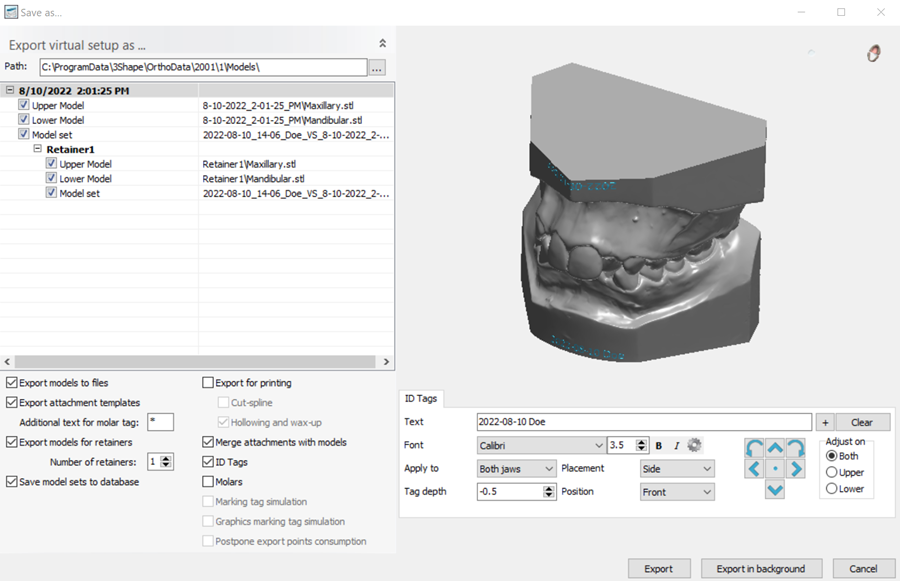 Save as...
Export virtual setup as ...
Path: C:\ProgramData\3Shape\OrthoData\2001\1\Models\ ...
8/10/2022 2:01:25 PM
Upper Model 8-10-2022_2-01-25_PM\Maxillary.stl
Lower Model 8-10-2022_2-01-25_PM\Mandibular.stl
Model set 2022-08-10_14-06_Doe_VS_8-10-2022_2-...
Retainer1
Upper Model Retainer1\Maxillary.stl
Lower Model Retainer1\Mandibular.stl
Model set 2022-08-10_14-06_Doe_VS_8-10-2022_2-...
Export models to files
Export attachment templates
Additional text for molar tag: *
Export models for retainers
Number of retainers: 1
Save model sets to database
Export for printing
Cut-spline
Hollowing and wax-up
Merge attachments with models
ID Tags
Molars
Marking tag simulation
Graphics marking tag simulation
Postpone export points consumption
ID Tags
Text 2022-08-10 Doe + Clear
Font Calibri 3.5 B I
Apply to Both jaws Placement Side
Tag depth -0.5 Position Front
Adjust on
Both
Upper
Lower
Export Export in background Cancel